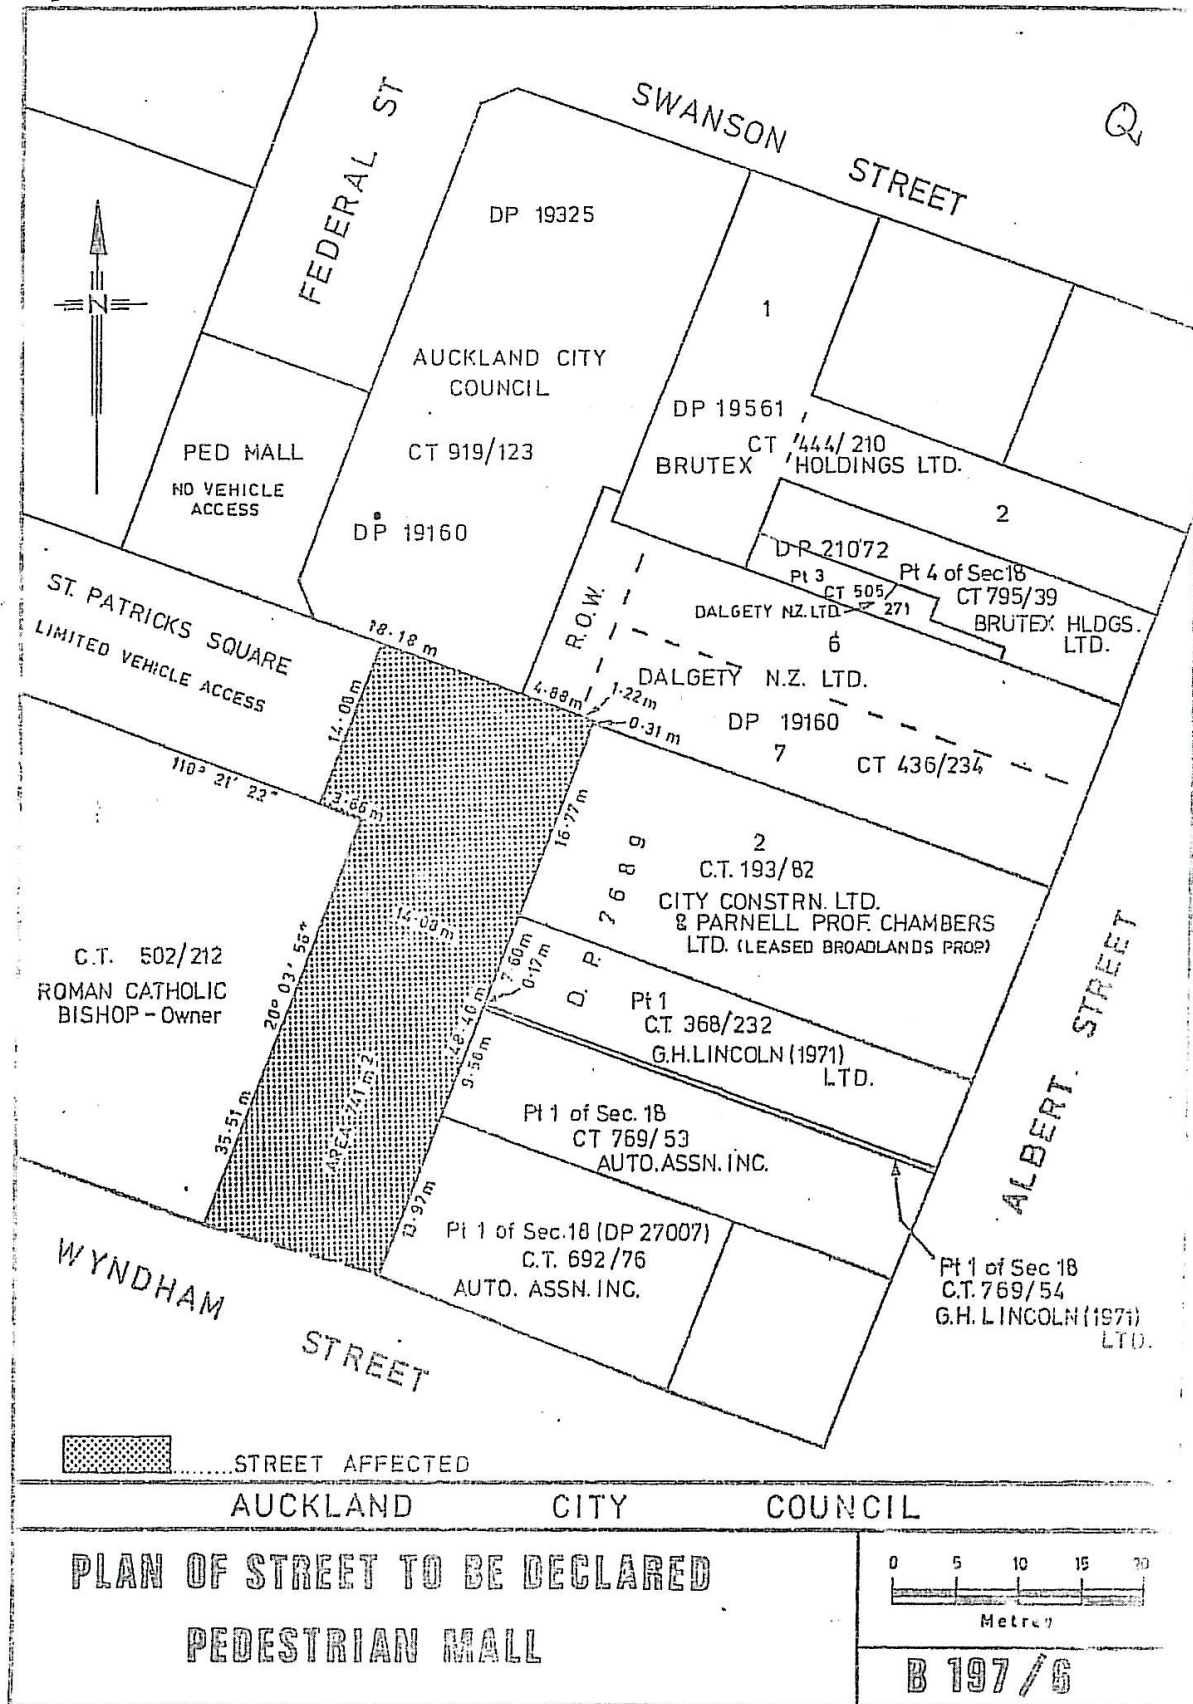 SWANSON STREET
Q
FEDERAL ST
DP 19325
N
1
AUCKLAND CITY
COUNCIL
DP 19561
PED MALL
NO VEHICLE
ACCESS
CT 919/123
CT 444/210
BRUTEX HOLDINGS LTD.
2
DP 19160
DP 21072
Pt 3
CT 505/
271
DALGETY NZ.LTD.
Pt 4 of Sec 18
CT 795/39
BRUTEX HLDGS.
LTD.
ST. PATRICKS SQUARE
LIMITED VEHICLE ACCESS
R.O.W.
6
DALGETY N.Z. LTD.
DP 19160
7
CT 436/234
18·18 m
4·88m
1·22m
0·31 m
14·08m
110° 21' 22"
3·66m
16·77m
2
C.T. 193/82
CITY CONSTRN. LTD.
& PARNELL PROF. CHAMBERS
LTD. (LEASED BROADLANDS PROP)
D. P. 7689
14·08m
7·60m
0·17m
48·40m
9·56m
C.T. 502/212
ROMAN CATHOLIC
BISHOP - Owner
20° 03' 56"
35·51 m
AREA 741 m2
Pt 1
C.T. 368/232
G.H.LINCOLN (1971)
LTD.
Pt 1 of Sec. 18
CT 769/53
AUTO.ASSN.INC.
13·92m
Pt 1 of Sec.18 (DP 27007)
C.T. 692/76
AUTO. ASSN. INC.
ALBERT. STREET
Pt 1 of Sec 18
C.T. 769/54
G.H. LINCOLN (1971)
LTD.
WYNDHAM STREET
.........STREET AFFECTED
AUCKLAND CITY COUNCIL
PLAN OF STREET TO BE DECLARED
PEDESTRIAN MALL
0 5 10 15 20
Metres
B 197/6